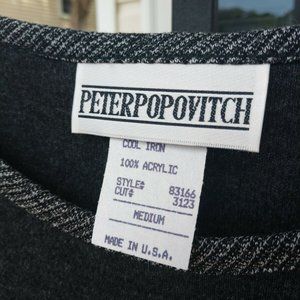 PETERPOPOVITCH
COOL IRON
100% ACRYLIC
STYLE# 83166
CUT# 3123
MEDIUM
MADE IN U.S.A.